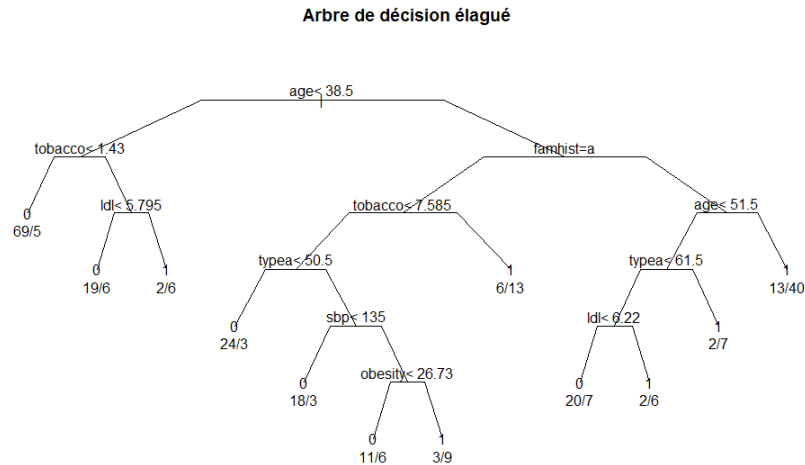 Arbre de décision élagué
age< 38.5
tobacco< 1.43
famhist=a
0
69/5
ldl< 5.795
tobacco< 7.585
age< 51.5
0
19/6
1
2/6
typea< 50.5
1
6/13
typea< 61.5
1
13/40
0
24/3
sbp< 135
ldl< 6.22
1
2/7
0
18/3
obesity< 26.73
0
20/7
1
2/6
0
11/6
1
3/9